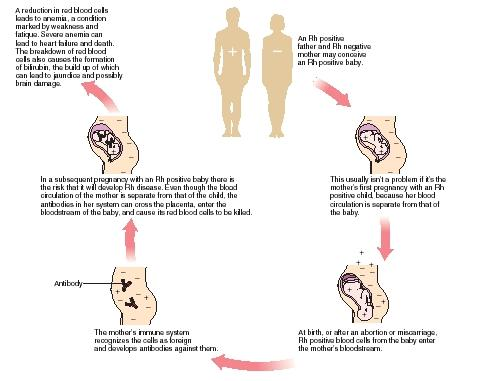 A reduction in red blood cells
leads to anemia, a condition
marked by weakness and
fatique. Severe anemia can
lead to heart failure and death.
The breakdown of red blood
cells also causes the formation
of bilirubin, the build up of which
can lead to jaundice and possibly
brain damage.
An Rh positive
father and Rh negative
mother may conceive
an Rh positive baby.
In a subsequent pregnancy with an Rh positive baby there is
the risk that it will develop Rh disease. Even though the blood
circulation of the mother is separate from that of the child, the
antibodies in her system can cross the placenta, enter the
bloodstream of the baby, and cause its red blood cells to be killed.
This usually isn't a problem if it's the
mother's first pregnancy with an Rh
positive child, because her blood
circulation is separate from that of
the baby.
Antibody
The mother's immune system
recognizes the cells as foreign
and develops antibodies against them.
At birth, or after an abortion or miscarriage,
Rh positive blood cells from the baby enter
the mother's bloodstream.